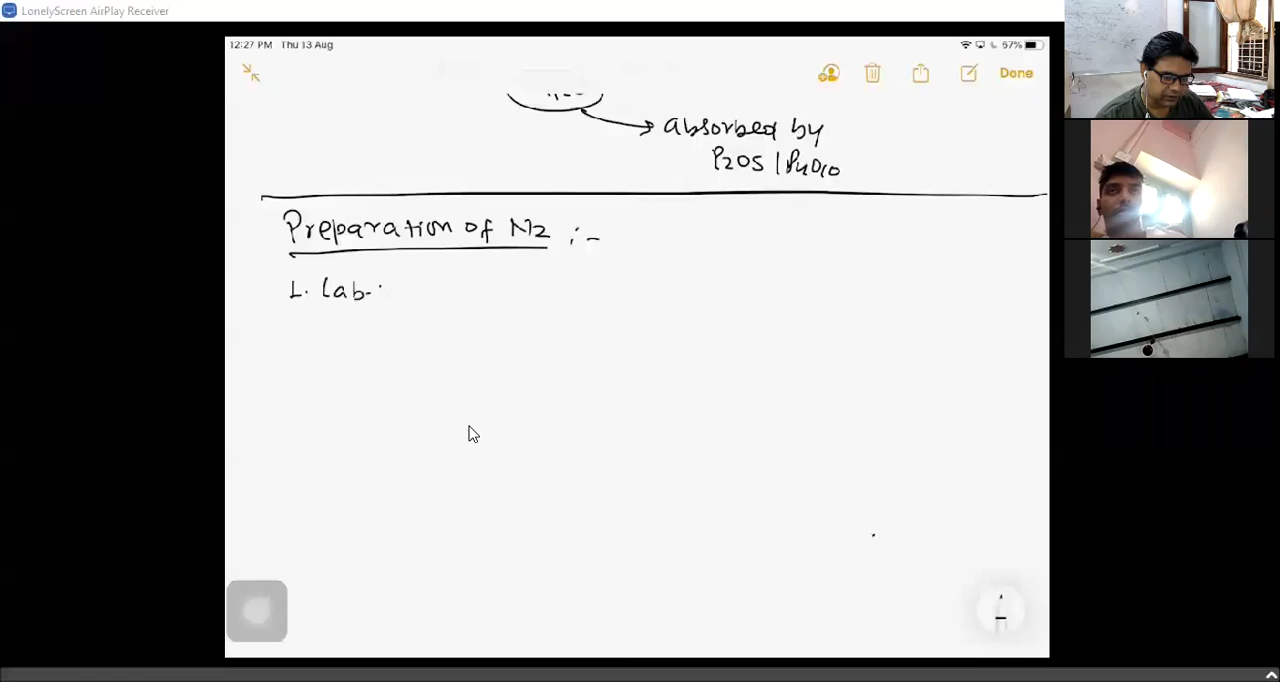 LonelyScreen AirPlay Receiver
12:27 PM Thu 13 Aug
67%
Done
absorbed by
P2O5 / P4O10
Preparation of N2 :-
1. Lab-